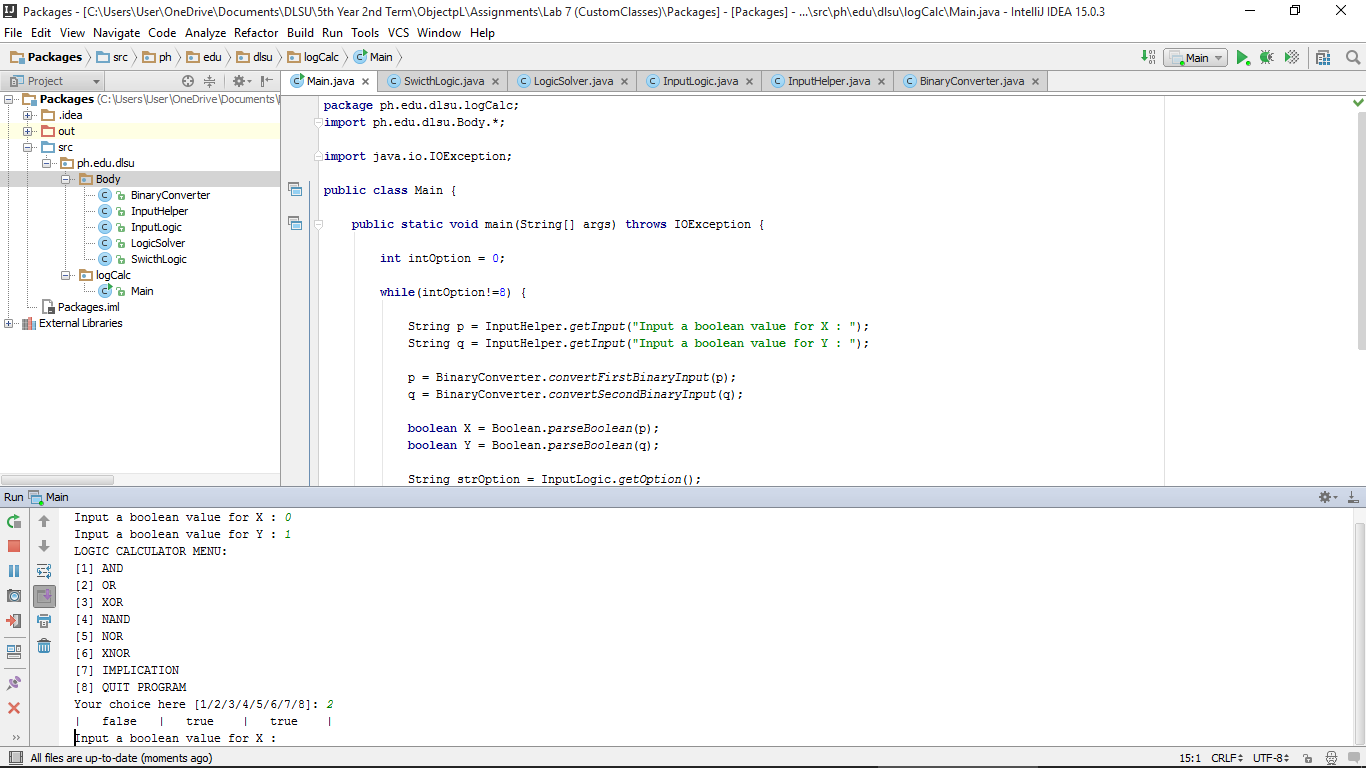 Packages - [C:\Users\User\OneDrive\Documents\DLSU\5th Year 2nd Term\ObjectpL\Assignments\Lab 7 (CustomClasses)\Packages] - [Packages] - ...\src\ph\edu\dlsu\logCalc\Main.java - IntelliJ IDEA 15.0.3
File Edit View Navigate Code Analyze Refactor Build Run Tools VCS Window Help
Packages src ph edu dlsu logCalc Main Main
Project Main.java SwicthLogic.java LogicSolver.java InputLogic.java InputHelper.java BinaryConverter.java
Packages (C:\Users\User\OneDrive\Documents\
.idea
out
src
ph.edu.dlsu
Body
BinaryConverter
InputHelper
InputLogic
LogicSolver
SwicthLogic
logCalc
Main
Packages.iml
External Libraries
package ph.edu.dlsu.logCalc;
import ph.edu.dlsu.Body.*;
import java.io.IOException;
public class Main {
public static void main(String[] args) throws IOException {
int intOption = 0;
while(intOption!=8) {
String p = InputHelper.getInput("Input a boolean value for X : ");
String q = InputHelper.getInput("Input a boolean value for Y : ");
p = BinaryConverter.convertFirstBinaryInput(p);
q = BinaryConverter.convertSecondBinaryInput(q);
boolean X = Boolean.parseBoolean(p);
boolean Y = Boolean.parseBoolean(q);
String strOption = InputLogic.getOption();
Run Main
Input a boolean value for X : 0
Input a boolean value for Y : 1
LOGIC CALCULATOR MENU:
[1] AND
[2] OR
[3] XOR
[4] NAND
[5] NOR
[6] XNOR
[7] IMPLICATION
[8] QUIT PROGRAM
Your choice here [1/2/3/4/5/6/7/8]: 2
| false | true | true |
Input a boolean value for X :
All files are up-to-date (moments ago) 15:1 CRLF UTF-8